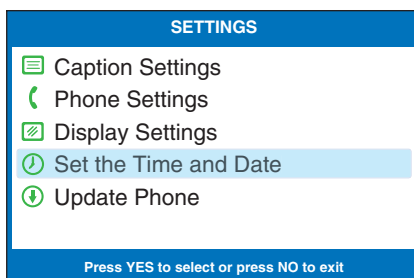 SETTINGS
Caption Settings
Phone Settings
Display Settings
Set the Time and Date
Update Phone
Press YES to select or press NO to exit